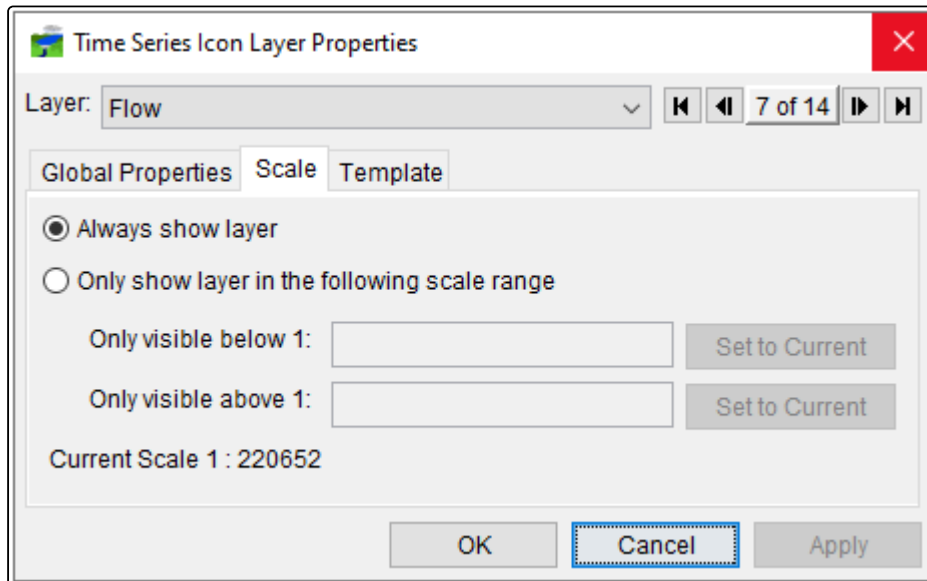 Time Series Icon Layer Properties
Layer: Flow 7 of 14
Global Properties Scale Template
Always show layer
Only show layer in the following scale range
Only visible below 1: Set to Current
Only visible above 1: Set to Current
Current Scale 1 : 220652
OK Cancel Apply